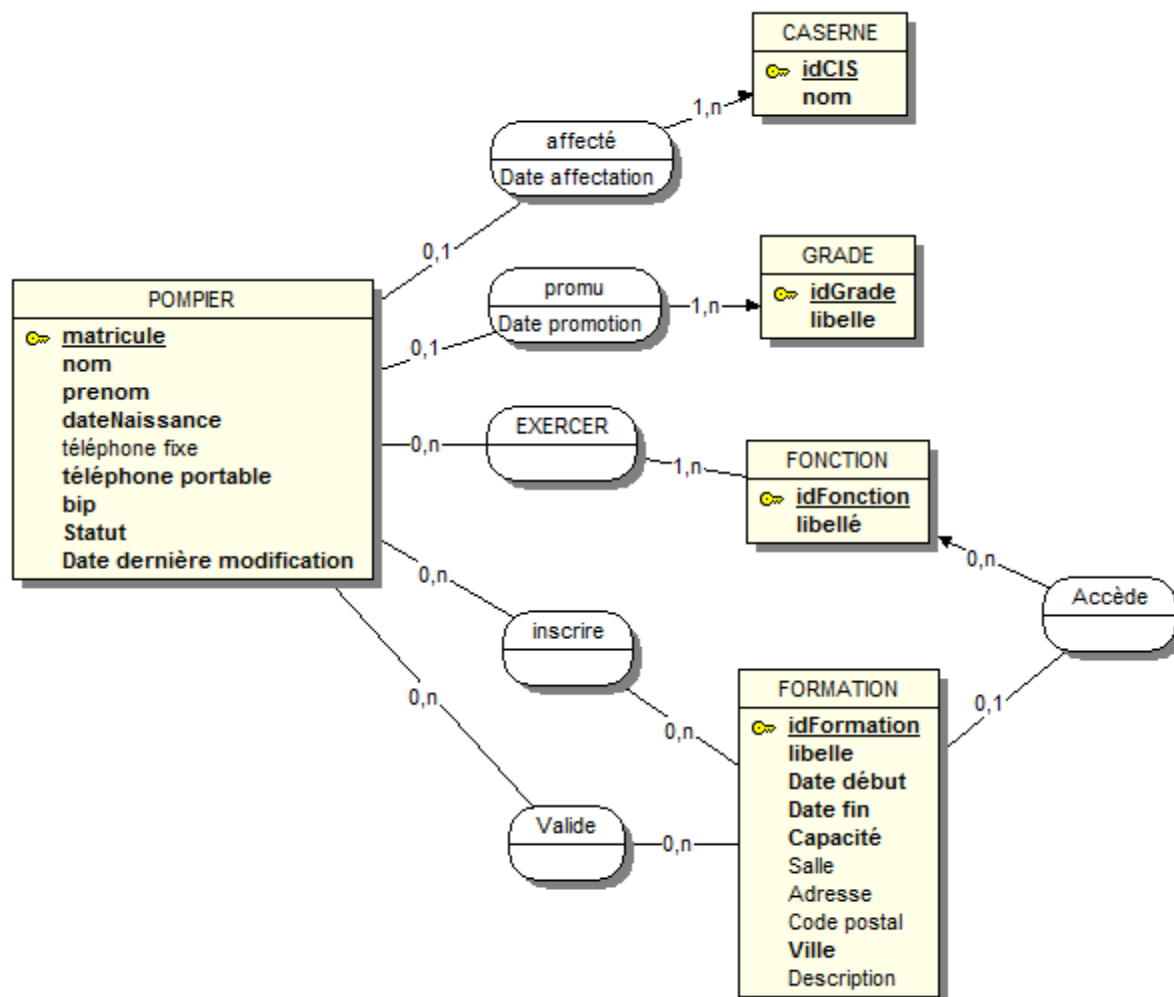 CASERNE
idCIS
nom
1,n
affecté
Date affectation
0,1
GRADE
idGrade
libelle
promu
Date promotion
1,n
0,1
POMPIER
matricule
nom
prenom
dateNaissance
téléphone fixe
téléphone portable
bip
Statut
Date dernière modification
EXERCER
0,n
1,n
FONCTION
idFonction
libellé
0,n
Accède
0,1
0,n
inscrire
0,n
0,n
Valide
0,n
FORMATION
idFormation
libelle
Date début
Date fin
Capacité
Salle
Adresse
Code postal
Ville
Description